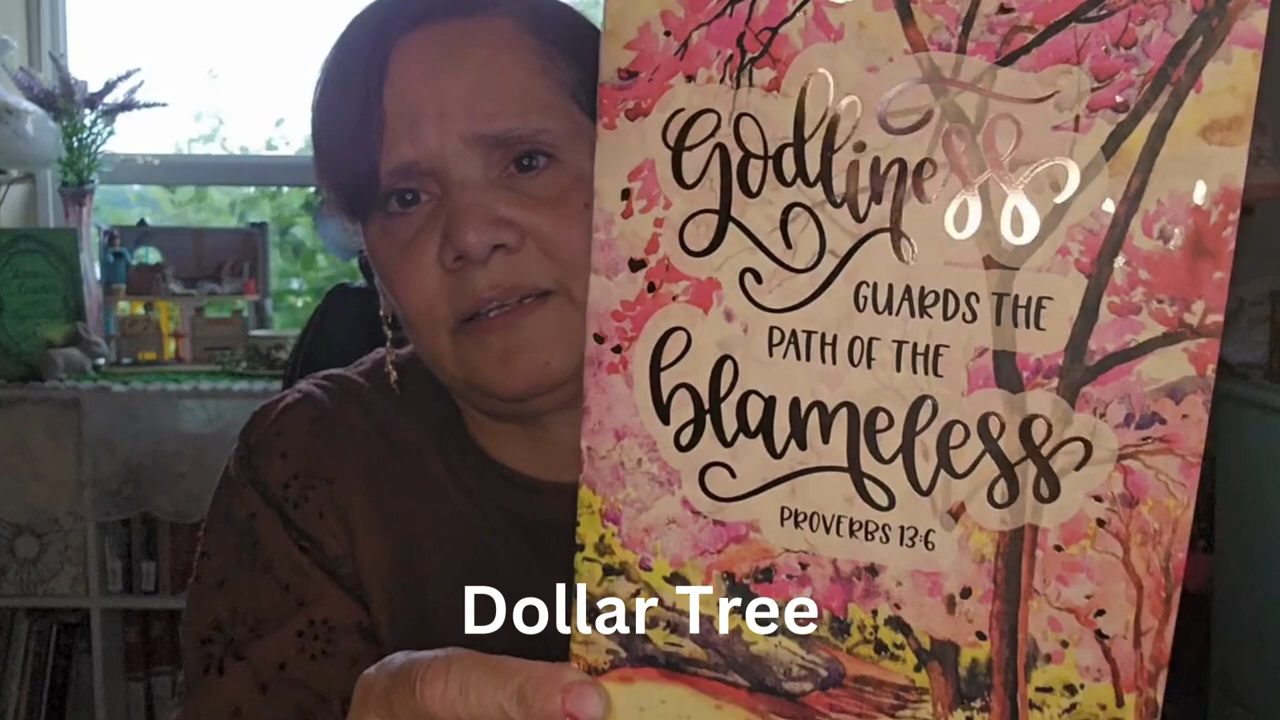 Godliness
GUARDS THE
PATH OF THE
blameless
PROVERBS 13:6
Dollar Tree